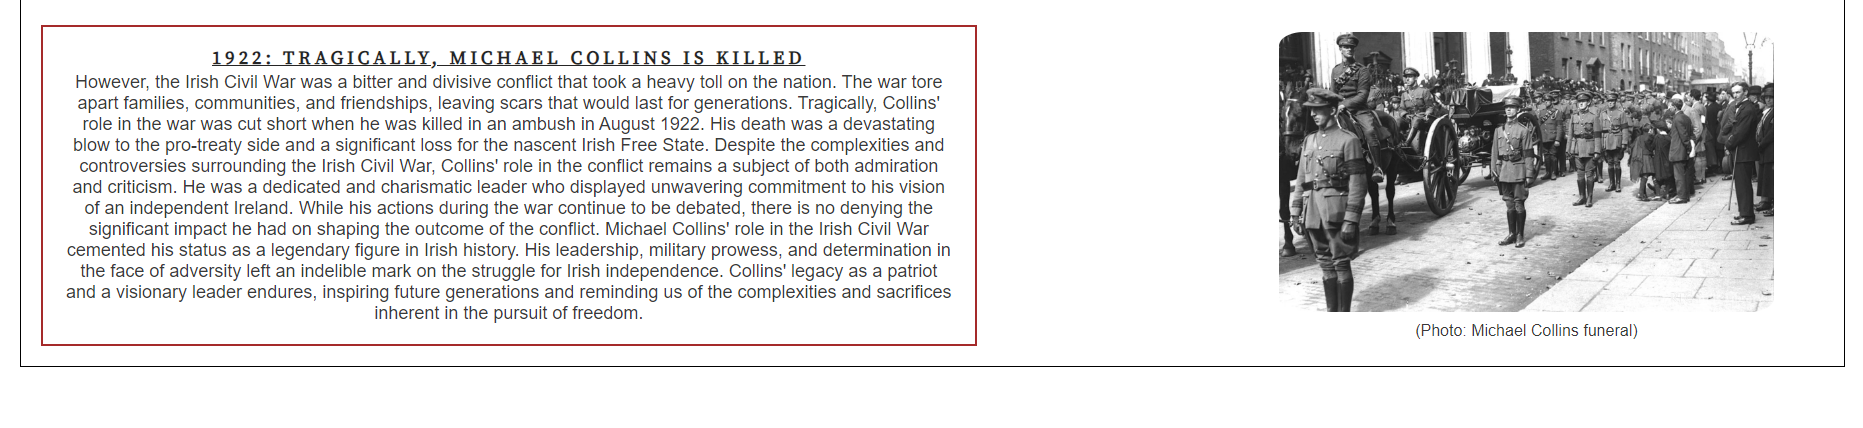 1922: TRAGICALLY, MICHAEL COLLINS IS KILLED
However, the Irish Civil War was a bitter and divisive conflict that took a heavy toll on the nation. The war tore
apart families, communities, and friendships, leaving scars that would last for generations. Tragically, Collins'
role in the war was cut short when he was killed in an ambush in August 1922. His death was a devastating
blow to the pro-treaty side and a significant loss for the nascent Irish Free State. Despite the complexities and
controversies surrounding the Irish Civil War, Collins' role in the conflict remains a subject of both admiration
and criticism. He was a dedicated and charismatic leader who displayed unwavering commitment to his vision
of an independent Ireland. While his actions during the war continue to be debated, there is no denying the
significant impact he had on shaping the outcome of the conflict. Michael Collins' role in the Irish Civil War
cemented his status as a legendary figure in Irish history. His leadership, military prowess, and determination in
the face of adversity left an indelible mark on the struggle for Irish independence. Collins' legacy as a patriot
and a visionary leader endures, inspiring future generations and reminding us of the complexities and sacrifices
inherent in the pursuit of freedom.
(Photo: Michael Collins funeral)